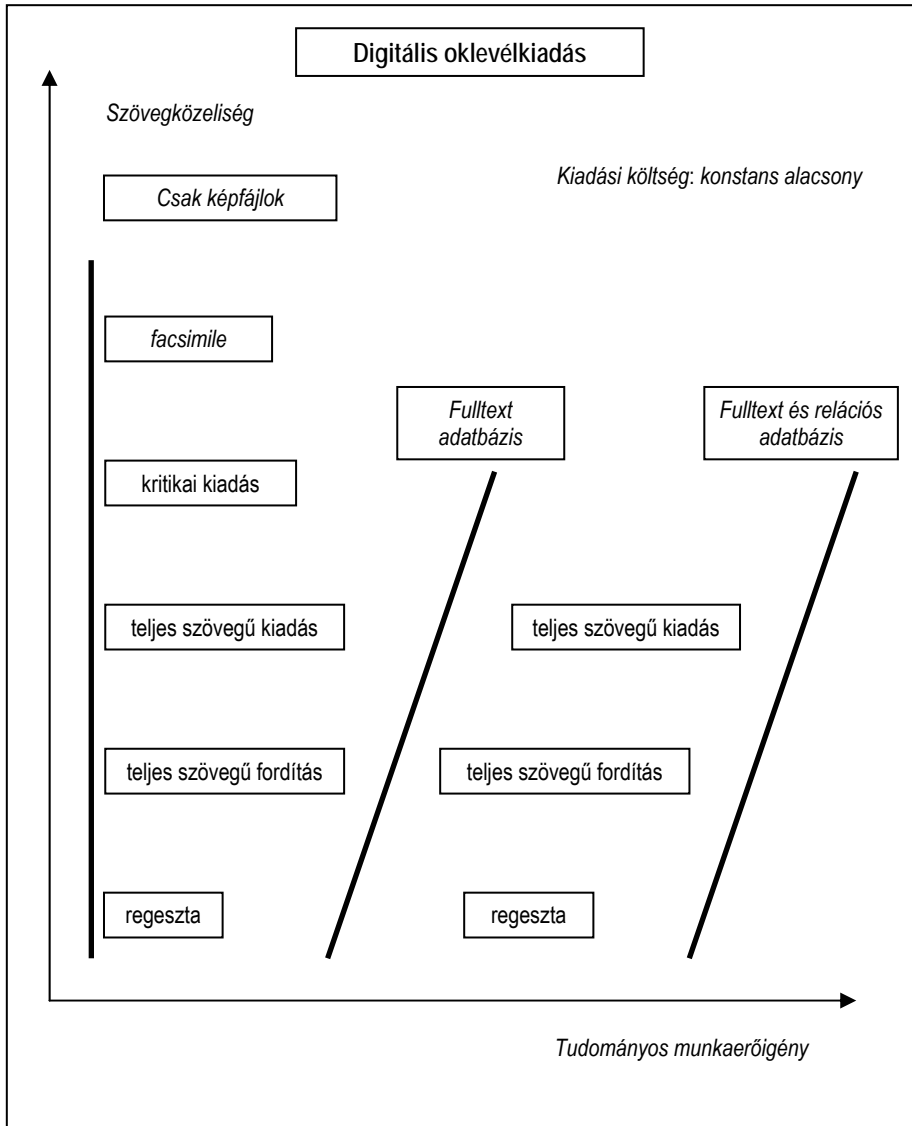 Digitális oklevélkiadás
Szövegközeliség
Kiadási költség: konstans alacsony
Csak képfájlok
facsimile
Fulltext
adatbázis
Fulltext és relációs
adatbázis
kritikai kiadás
teljes szövegű kiadás
teljes szövegű kiadás
teljes szövegű fordítás
teljes szövegű fordítás
regeszta
regeszta
Tudományos munkaerőigény